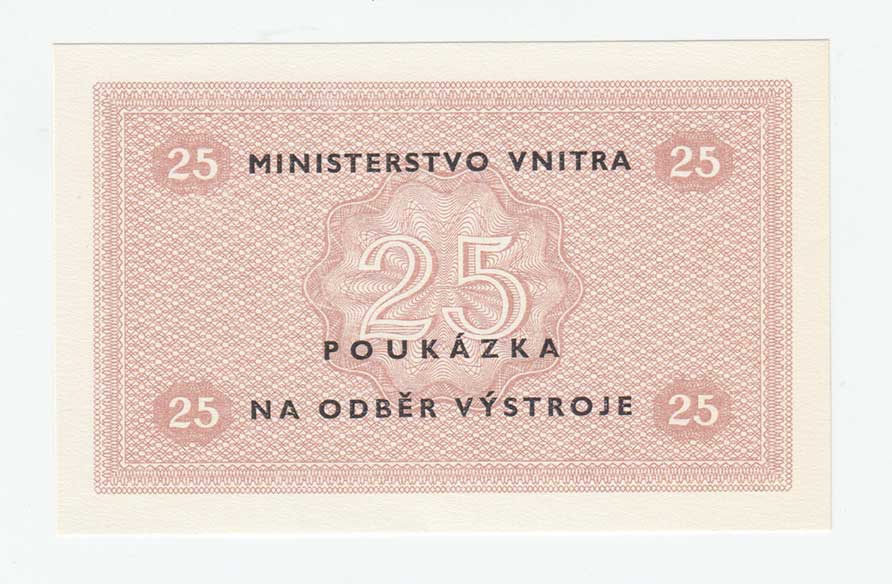 25 MINISTERSTVO VNITRA 25
25
POUKÁZKA
25 NA ODBĚR VÝSTROJE 25